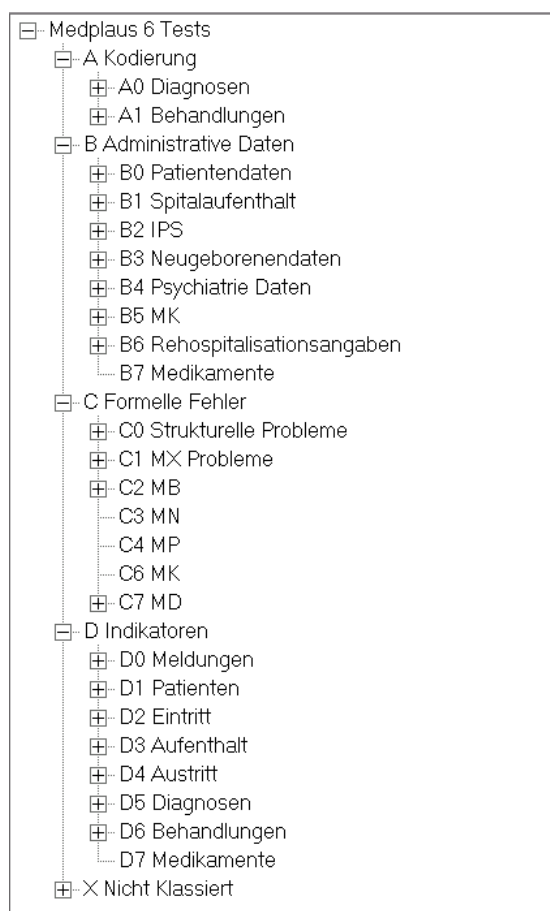 Medplaus 6 Tests
A Kodierung
A0 Diagnosen
A1 Behandlungen
B Administrative Daten
B0 Patientendaten
B1 Spitalaufenthalt
B2 IPS
B3 Neugeborenendaten
B4 Psychiatrie Daten
B5 MK
B6 Rehospitalisationsangaben
B7 Medikamente
C Formelle Fehler
C0 Strukturelle Probleme
C1 MX Probleme
C2 MB
C3 MN
C4 MP
C6 MK
C7 MD
D Indikatoren
D0 Meldungen
D1 Patienten
D2 Eintritt
D3 Aufenthalt
D4 Austritt
D5 Diagnosen
D6 Behandlungen
D7 Medikamente
X Nicht Klassiert